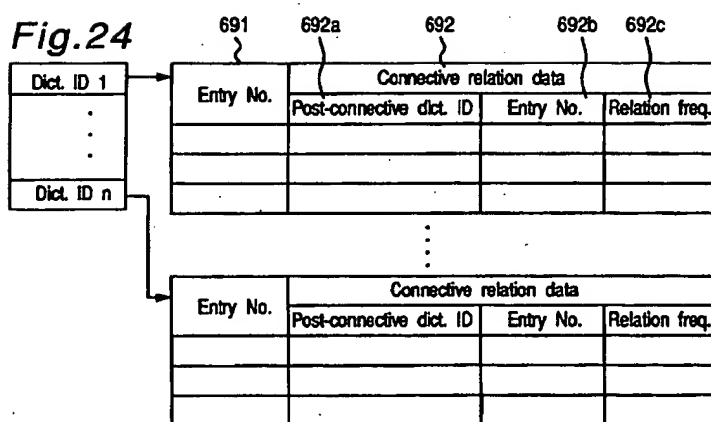 Fig.24
691 692a 692 692b 692c
Dict. ID 1
Dict. ID n
Entry No.
Connective relation data
Post-connective dict. ID Entry No. Relation freq.
Entry No.
Connective relation data
Post-connective dict. ID Entry No. Relation freq.